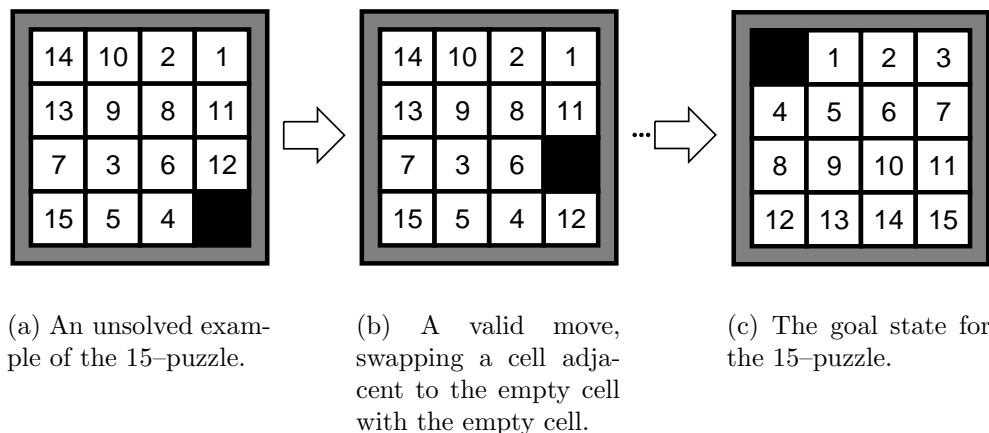 14 10 2 1
13 9 8 11
7 3 6 12
15 5 4
14 10 2 1
13 9 8 11
7 3 6
15 5 4 12
...
1 2 3
4 5 6 7
8 9 10 11
12 13 14 15
(a) An unsolved exam-
ple of the 15–puzzle.
(b) A valid move,
swapping a cell adja-
cent to the empty cell
with the empty cell.
(c) The goal state for
the 15–puzzle.